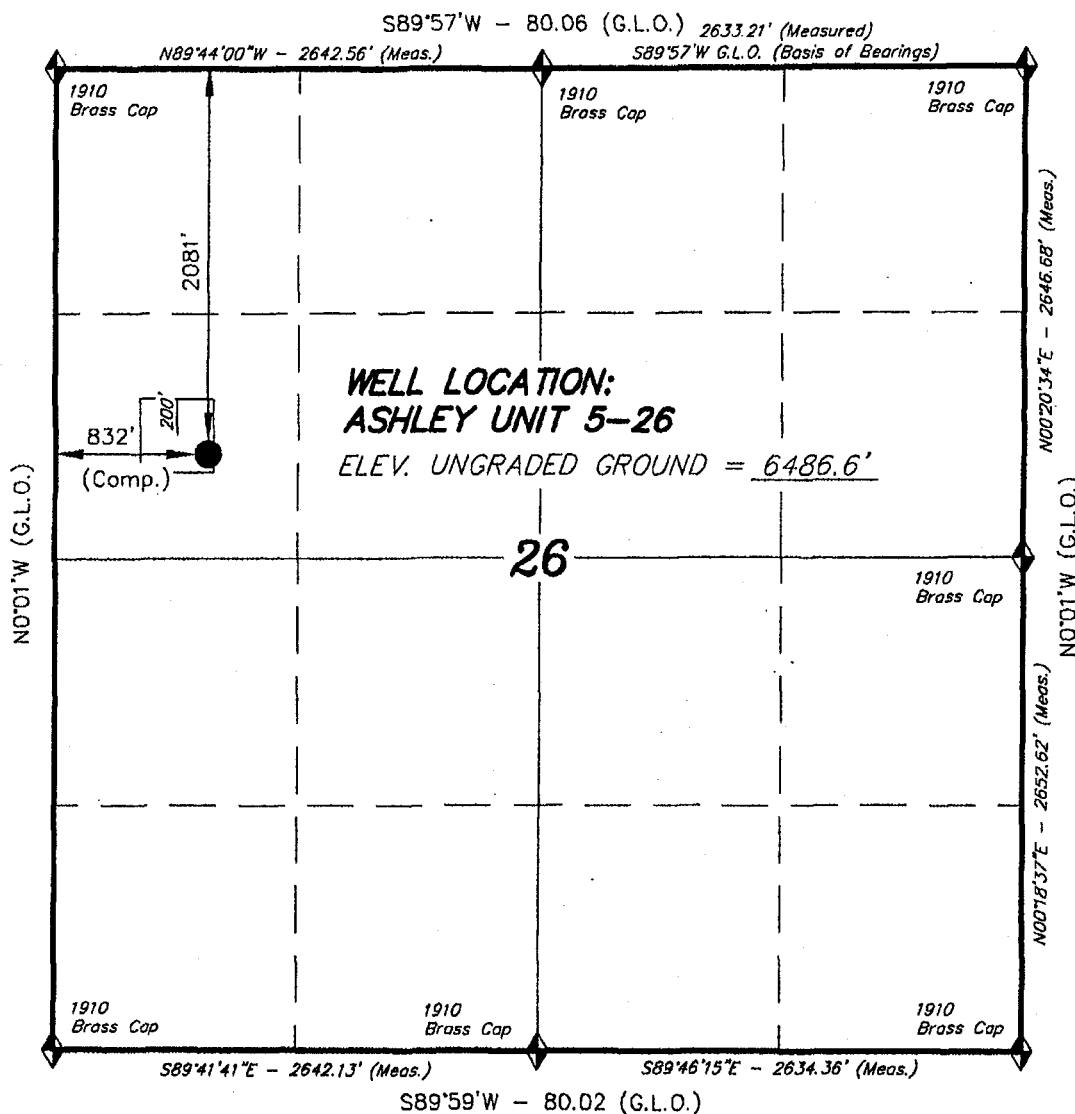 S89°57'W - 80.06 (G.L.O.)
2633.21' (Measured)
N89°44'00"W - 2642.56' (Meas.)
S89°57'W G.L.O. (Basis of Bearings)
1910
Brass Cap
1910
Brass Cap
1910
Brass Cap
N00°20'34"E - 2646.68' (Meas.)
2081'
WELL LOCATION:
ASHLEY UNIT 5-26
200'
832'
(Comp.)
ELEV. UNGRADED GROUND = 6486.6'
N0°01'W (G.L.O.)
26
N0°01'W (G.L.O.)
1910
Brass Cap
N00°18'37"E - 2652.62' (Meas.)
1910
Brass Cap
1910
Brass Cap
1910
Brass Cap
S89°41'41"E - 2642.13' (Meas.)
S89°46'15"E - 2634.36' (Meas.)
S89°59'W - 80.02 (G.L.O.)